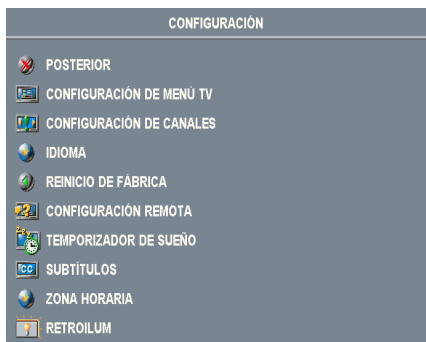 CONFIGURACIÓN
POSTERIOR
CONFIGURACIÓN DE MENÚ TV
CONFIGURACIÓN DE CANALES
IDIOMA
REINICIO DE FÁBRICA
CONFIGURACIÓN REMOTA
TEMPORIZADOR DE SUEÑO
CC SUBTÍTULOS
ZONA HORARIA
RETROILUM